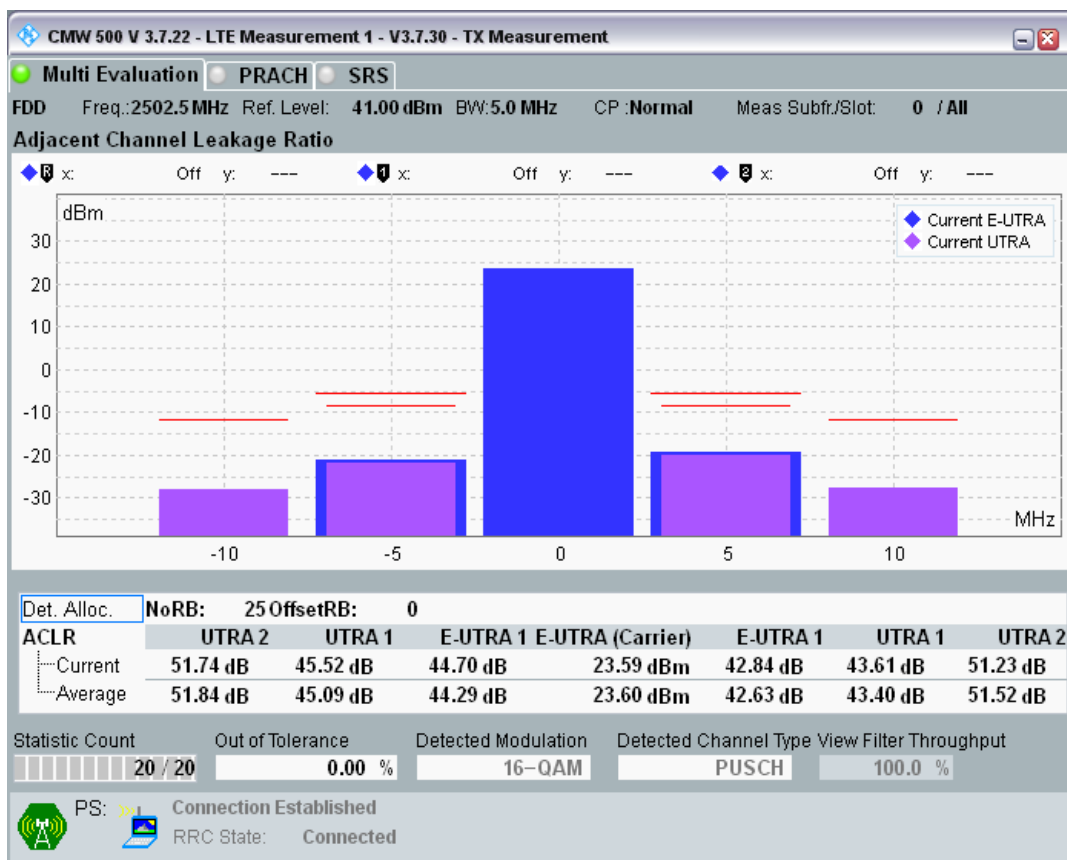 CMW 500 V 3.7.22 - LTE Measurement 1 - V3.7.30 - TX Measurement
Multi Evaluation PRACH SRS
FDD Freq.:2502.5 MHz Ref. Level: 41.00 dBm BW:5.0 MHz CP :Normal Meas Subfr./Slot: 0 / All
Adjacent Channel Leakage Ratio
R x: Off y: --- 1 x: Off y: --- 2 x: Off y: ---
dBm
Current E-UTRA
Current UTRA
30
20
10
0
-10
-20
-30
MHz
-10 -5 0 5 10
Det. Alloc. NoRB: 25 OffsetRB: 0
ACLR UTRA 2 UTRA 1 E-UTRA 1 E-UTRA (Carrier) E-UTRA 1 UTRA 1 UTRA 2
Current 51.74 dB 45.52 dB 44.70 dB 23.59 dBm 42.84 dB 43.61 dB 51.23 dB
Average 51.84 dB 45.09 dB 44.29 dB 23.60 dBm 42.63 dB 43.40 dB 51.52 dB
Statistic Count Out of Tolerance Detected Modulation Detected Channel Type View Filter Throughput
20 / 20 0.00 % 16-QAM PUSCH 100.0 %
PS: Connection Established
RRC State: Connected